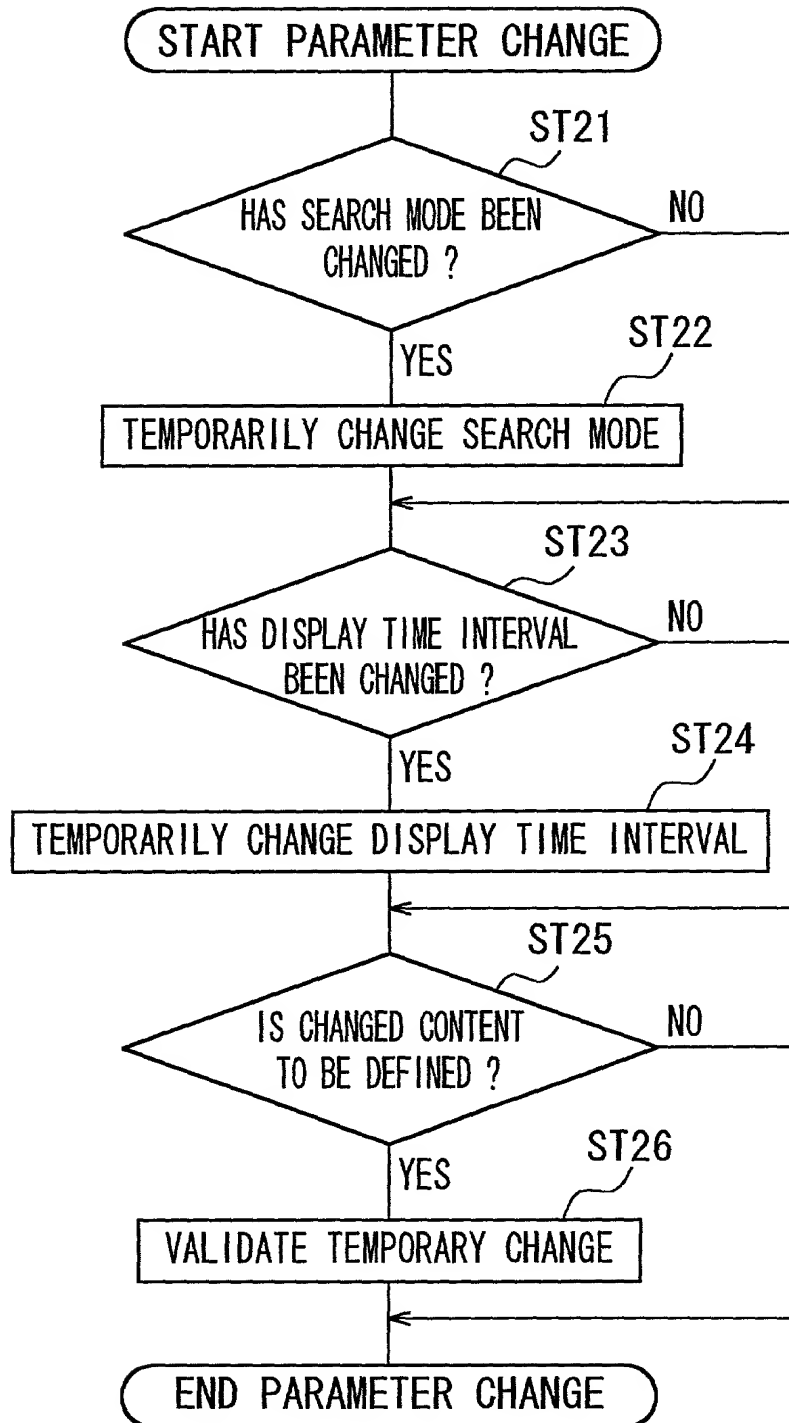 START PARAMETER CHANGE
ST21
HAS SEARCH MODE BEEN
CHANGED ?
NO
YES
ST22
TEMPORARILY CHANGE SEARCH MODE
ST23
HAS DISPLAY TIME INTERVAL
BEEN CHANGED ?
NO
YES
ST24
TEMPORARILY CHANGE DISPLAY TIME INTERVAL
ST25
IS CHANGED CONTENT
TO BE DEFINED ?
NO
YES
ST26
VALIDATE TEMPORARY CHANGE
END PARAMETER CHANGE